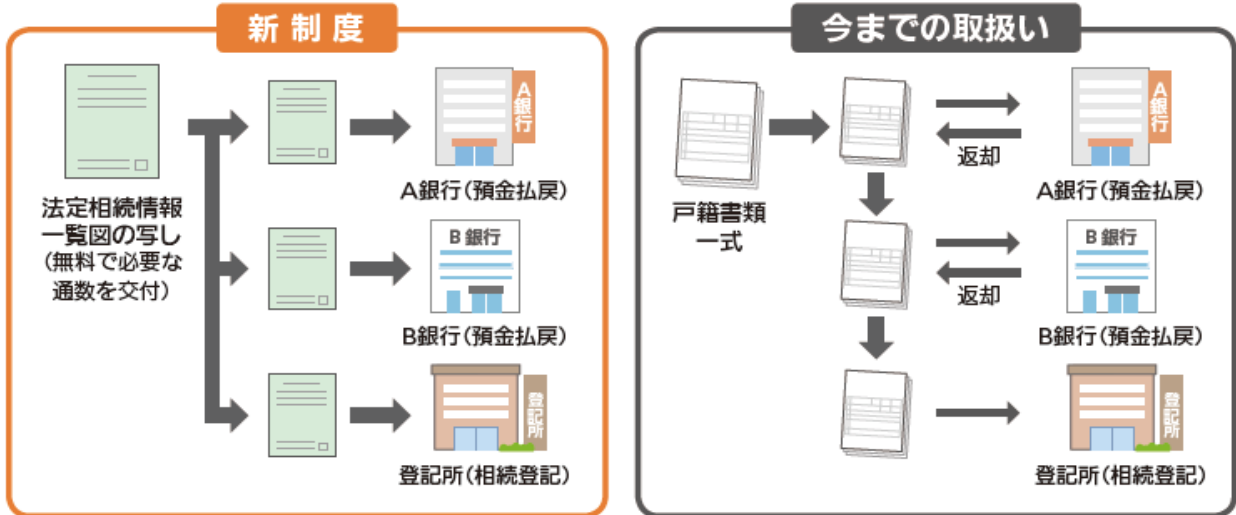 新 制 度
法定相続情報
一覧図の写し
(無料で必要な
通数を交付)
A銀行
A銀行(預金払戻)
B 銀行
B銀行(預金払戻)
登記所
登記所(相続登記)
今までの取扱い
戸籍書類
一式
返却
A銀行
A銀行(預金払戻)
返却
B 銀行
B銀行(預金払戻)
登記所
登記所(相続登記)